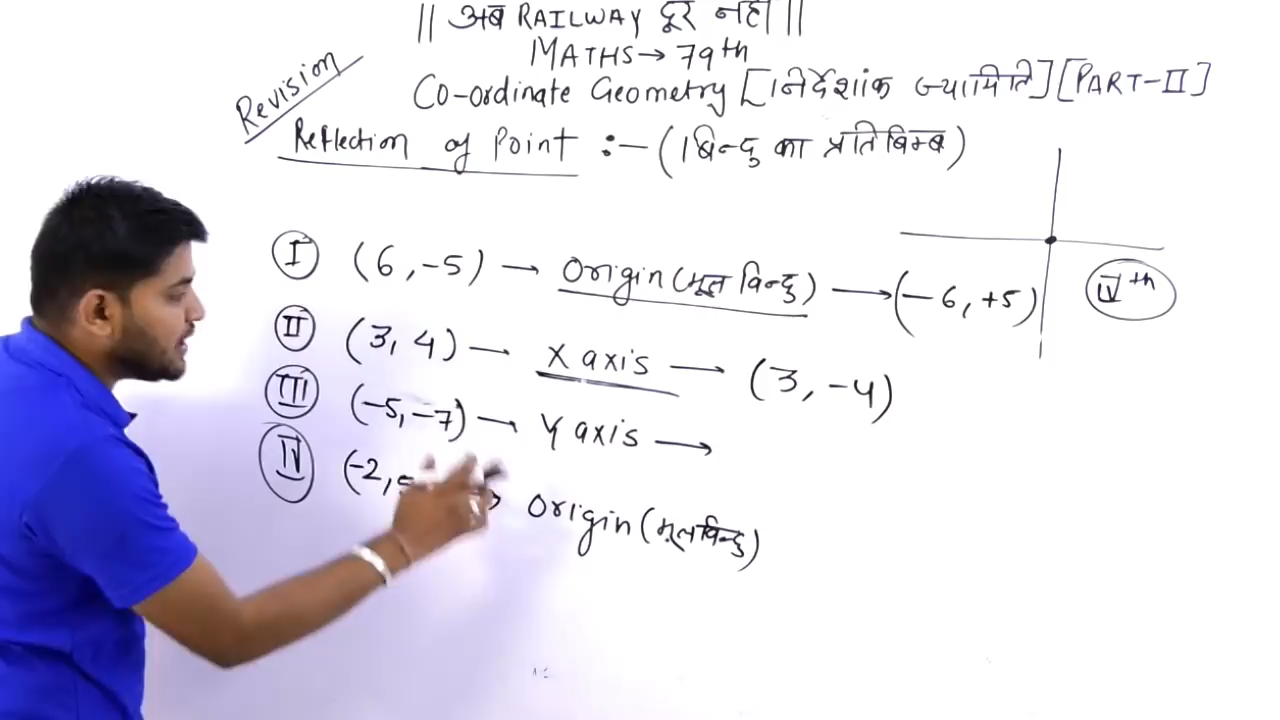 || अब RAILWAY दूर नहीं ||
MATHS → 79th
Revision
Co-ordinate Geometry [निर्देशांक ज्यामिति] [PART-II]
Reflection of Point :- (बिन्दु का प्रतिबिम्ब)
I (6, -5) → Origin (मूल बिन्दु) → (-6, +5) IVth
II (3, 4) → X axis → (3, -4)
III (-5, -7) → Y axis →
IV (-2, → Origin (मूल बिन्दु)